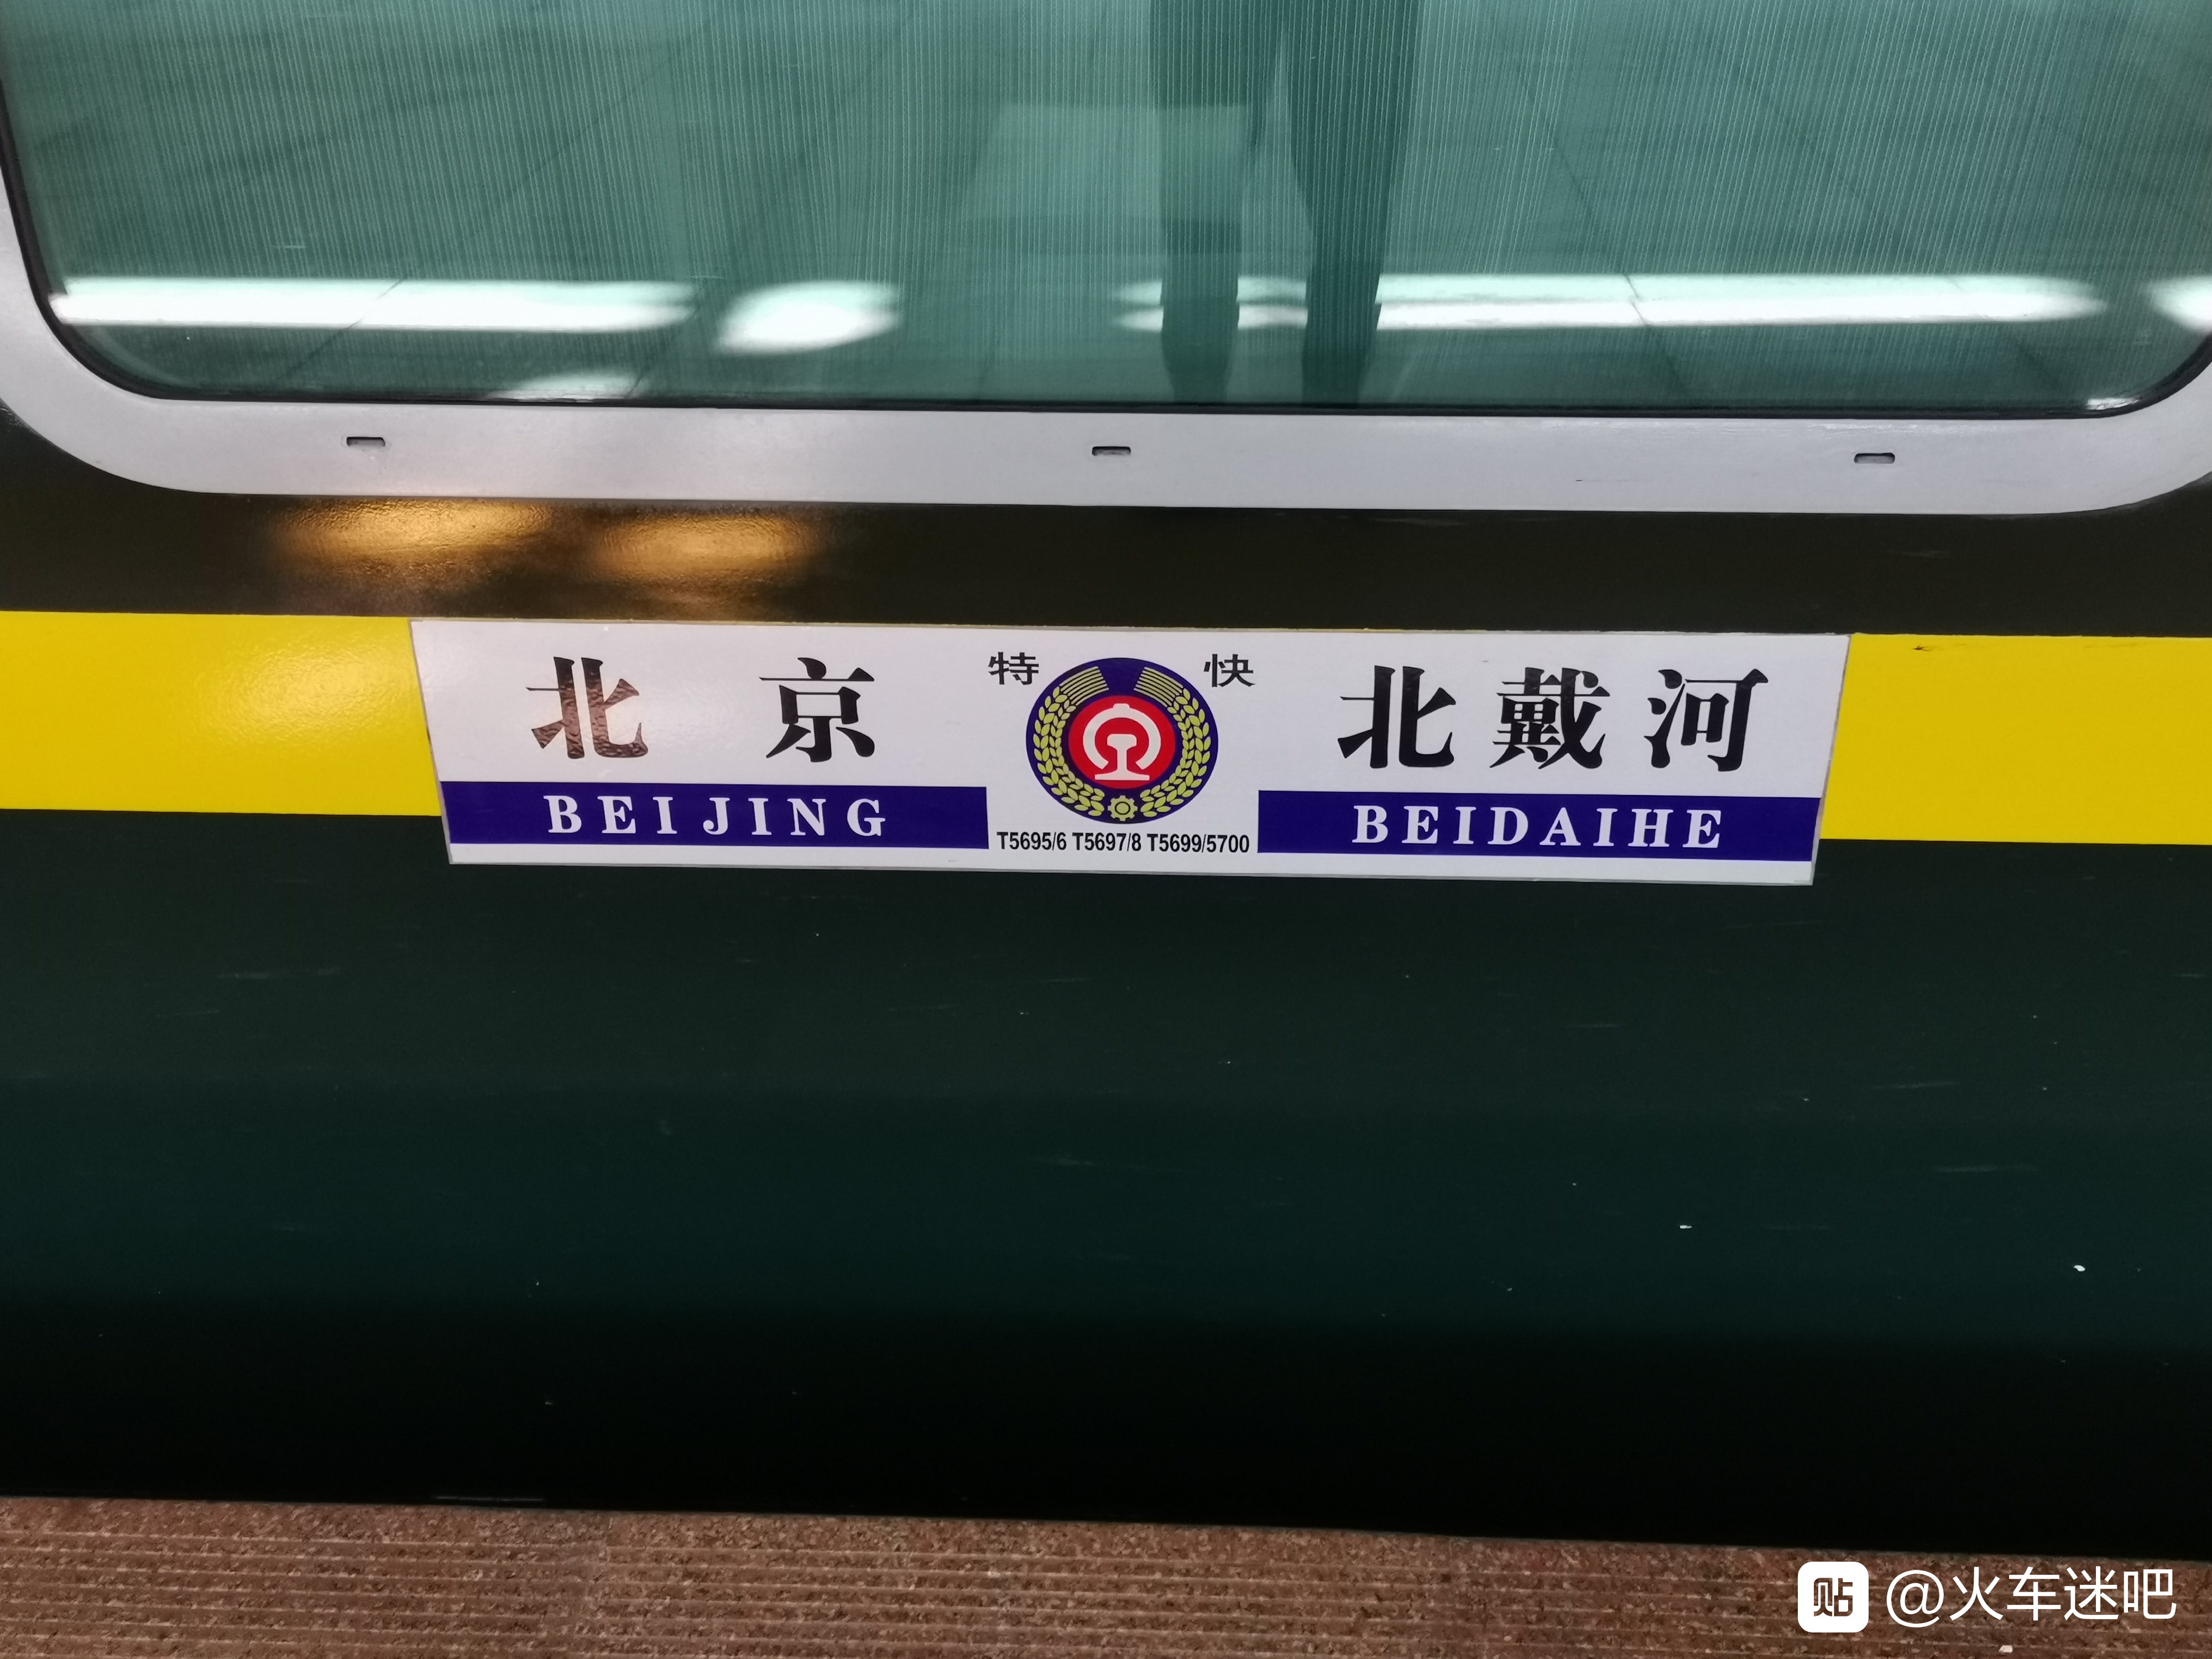 特 快
北京 北戴河
BEIJING BEIDAIHE
T5695/6 T5697/8 T5699/5700
贴 @火车迷吧